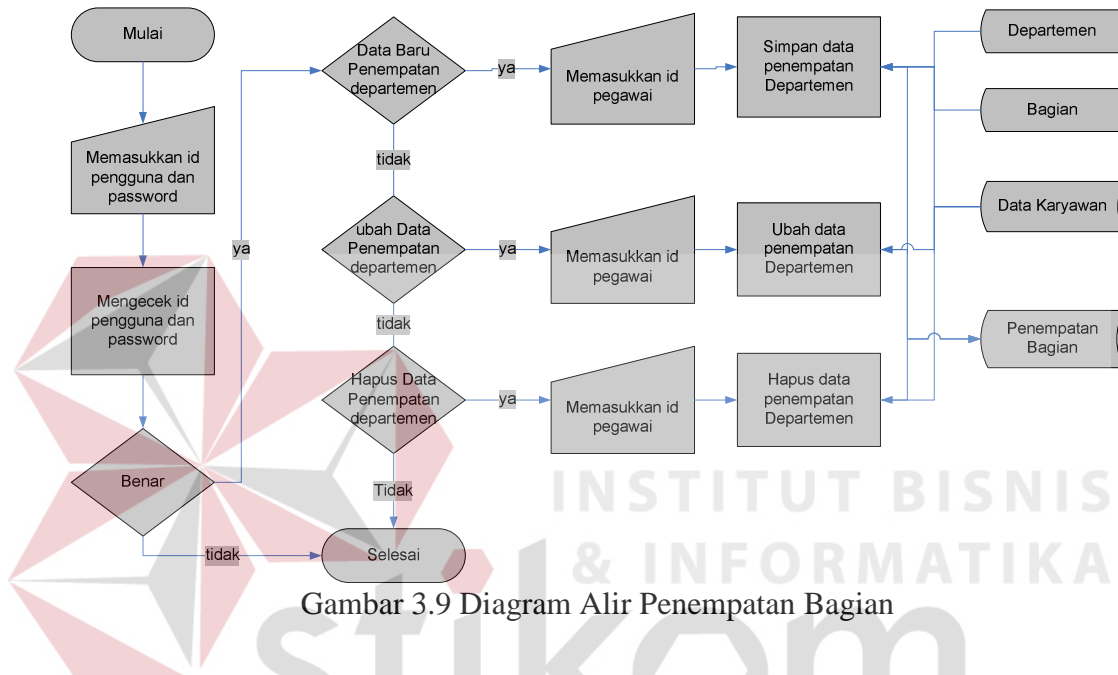 Mulai
Memasukkan id
pengguna dan
password
Mengecek id
pengguna dan
password
Benar
ya
tidak
Data Baru
Penempatan
departemen
ya
Memasukkan id
pegawai
Simpan data
penempatan
Departemen
tidak
ubah Data
Penempatan
departemen
ya
Memasukkan id
pegawai
Ubah data
penempatan
Departemen
tidak
Hapus Data
Penempatan
departemen
ya
Memasukkan id
pegawai
Hapus data
penempatan
Departemen
Tidak
Selesai
Departemen
Bagian
Data Karyawan
Penempatan
Bagian
INSTITUT BISNIS
& INFORMATIKA
stikom
Gambar 3.9 Diagram Alir Penempatan Bagian